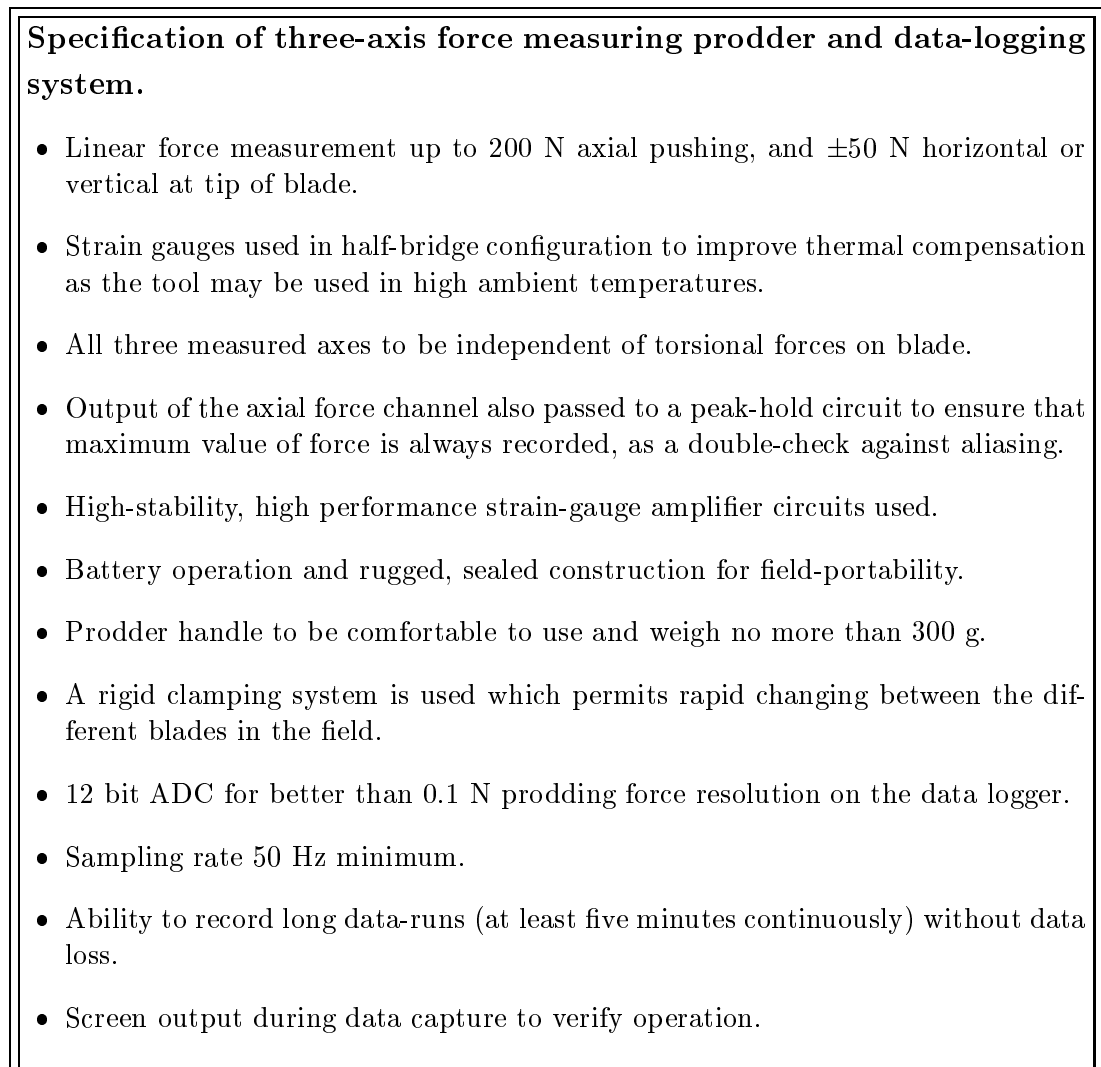 Specification of three-axis force measuring prodder and data-logging
system.
• Linear force measurement up to 200 N axial pushing, and ±50 N horizontal or
vertical at tip of blade.
• Strain gauges used in half-bridge configuration to improve thermal compensation
as the tool may be used in high ambient temperatures.
• All three measured axes to be independent of torsional forces on blade.
• Output of the axial force channel also passed to a peak-hold circuit to ensure that
maximum value of force is always recorded, as a double-check against aliasing.
• High-stability, high performance strain-gauge amplifier circuits used.
• Battery operation and rugged, sealed construction for field-portability.
• Prodder handle to be comfortable to use and weigh no more than 300 g.
• A rigid clamping system is used which permits rapid changing between the dif-
ferent blades in the field.
• 12 bit ADC for better than 0.1 N prodding force resolution on the data logger.
• Sampling rate 50 Hz minimum.
• Ability to record long data-runs (at least five minutes continuously) without data
loss.
• Screen output during data capture to verify operation.